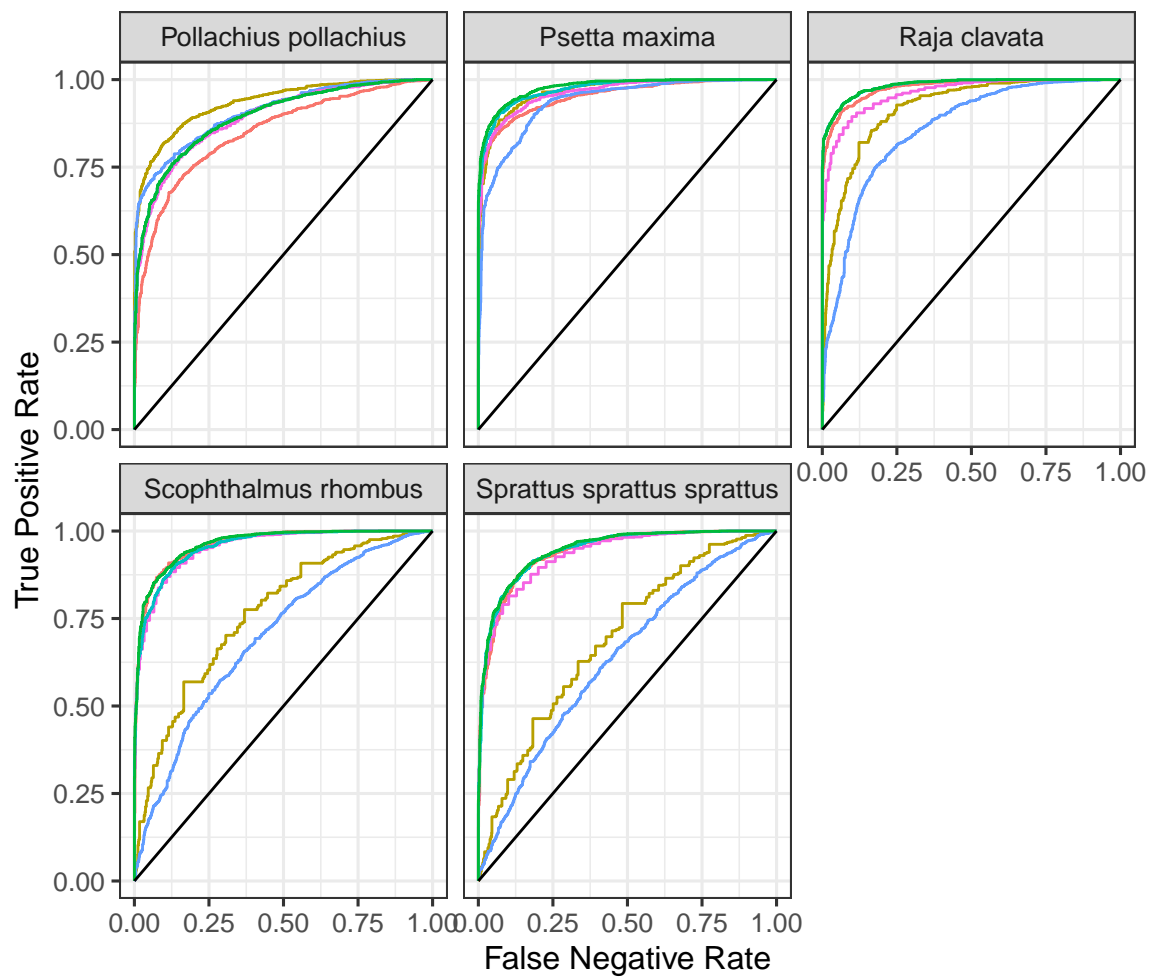 Pollachius pollachius
Psetta maxima
Raja clavata
1.00
0.75
0.50
0.25
0.00
0.00 0.25 0.50 0.75 1.00
Scophthalmus rhombus
Sprattus sprattus sprattus
1.00
0.75
0.50
0.25
0.00
0.00 0.25 0.50 0.75 1.00
0.00 0.25 0.50 0.75 1.00
True Positive Rate
False Negative Rate